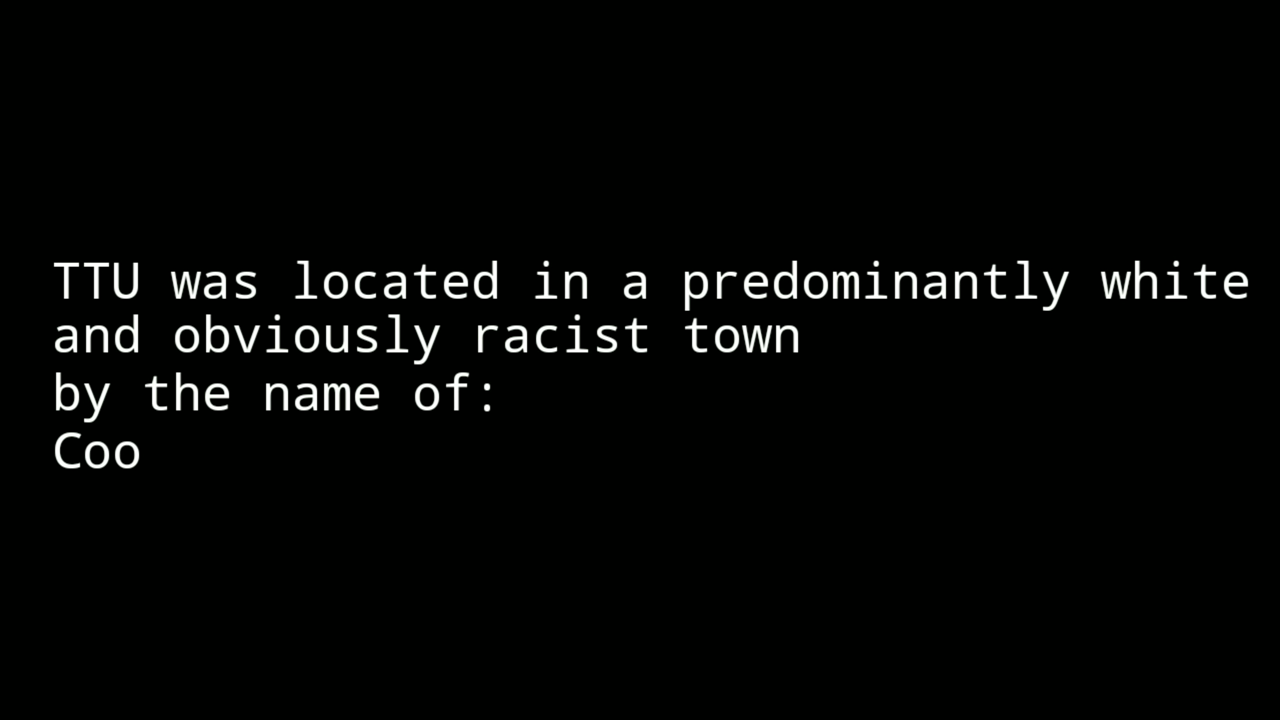 TTU was located in a predominantly white
and obviously racist town
by the name of:
Coo